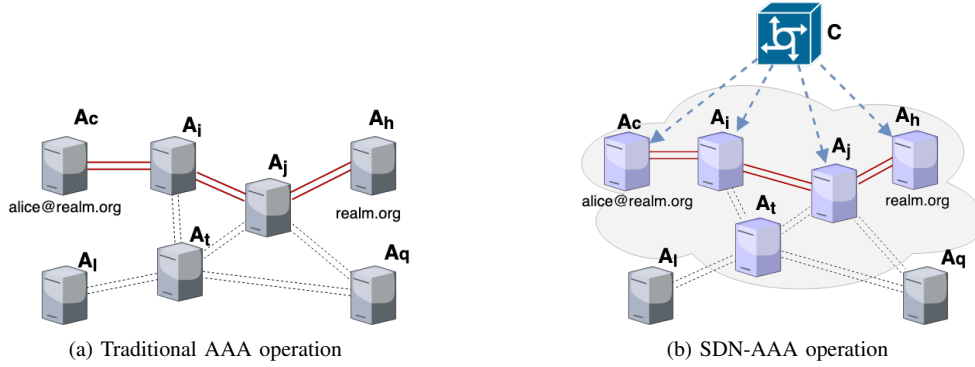 Ac
Ai
Aj
Ah
alice@realm.org
realm.org
At
Al
Aq
(a) Traditional AAA operation
C
Ac
Ai
Aj
Ah
alice@realm.org
realm.org
At
Al
Aq
(b) SDN-AAA operation